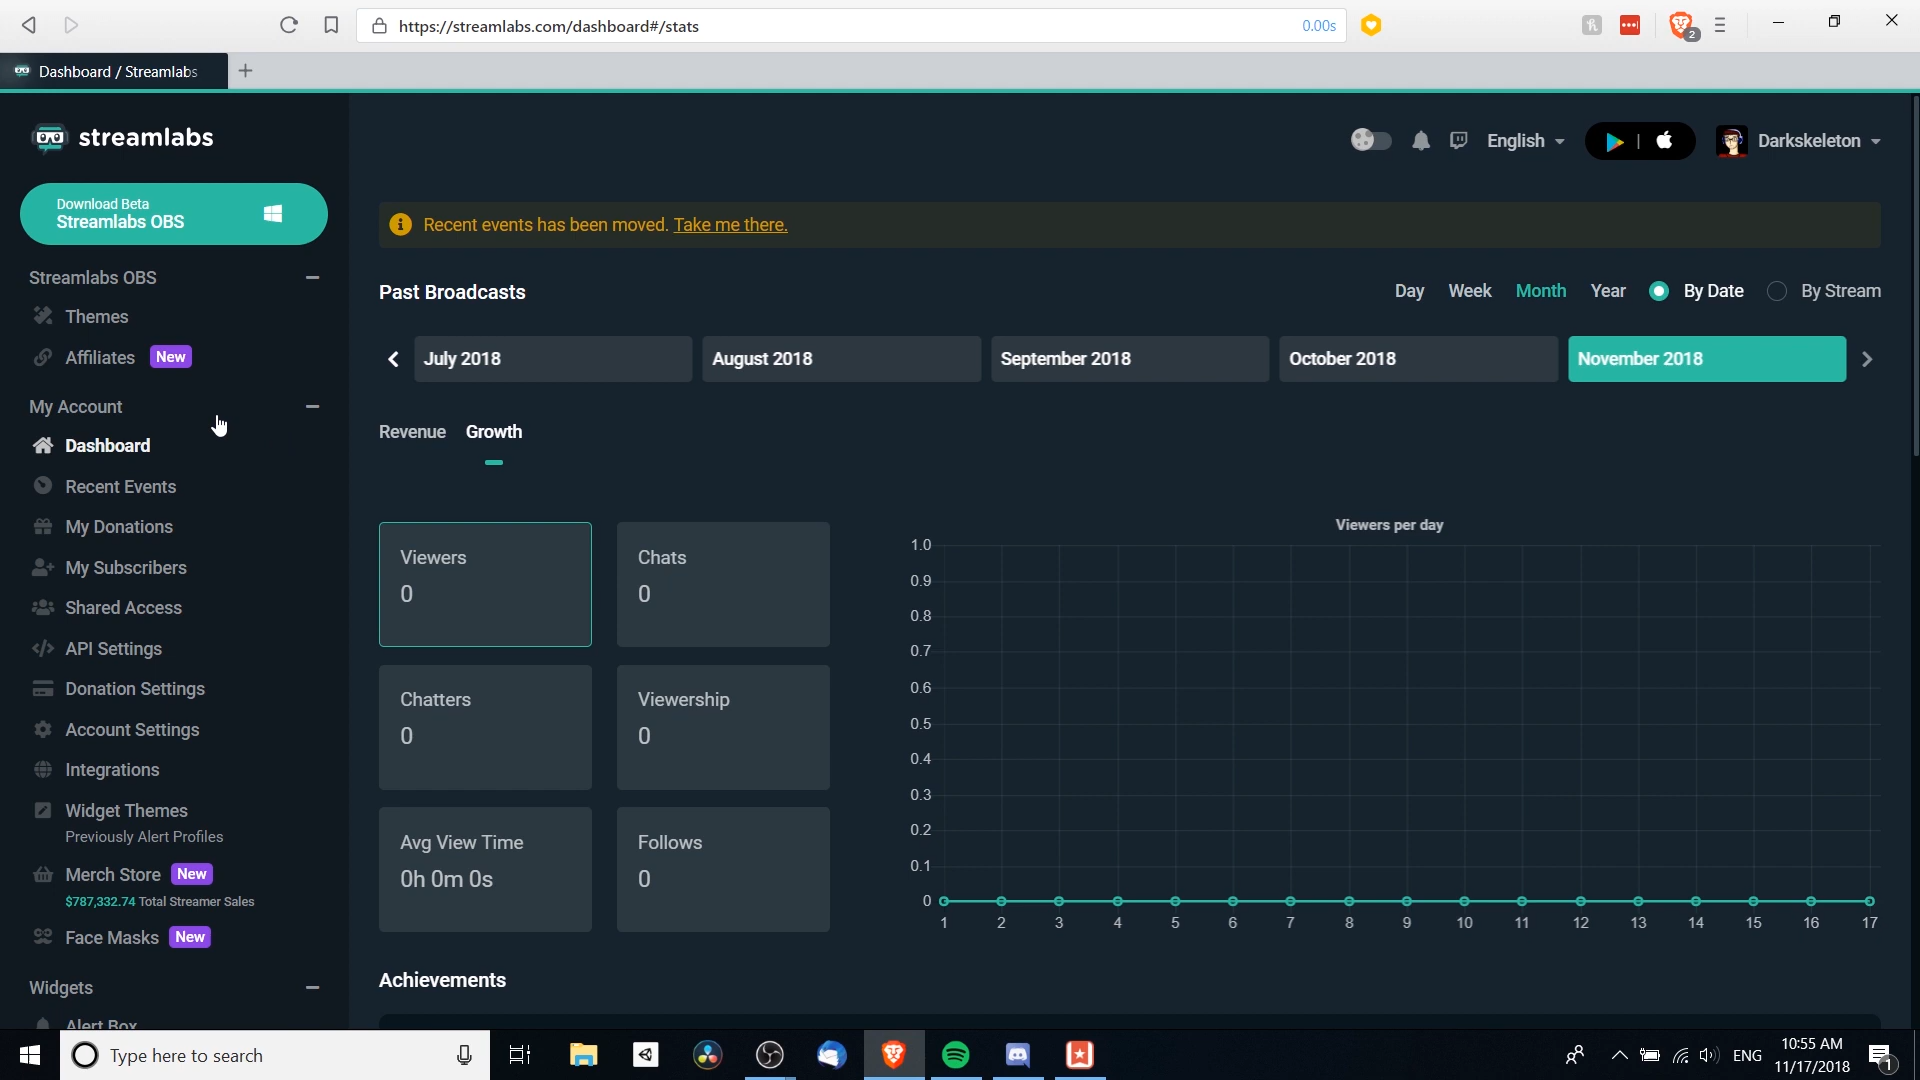 https://streamlabs.com/dashboard#/stats
0.00s
2
Dashboard / Streamlabs
streamlabs
Download Beta
Streamlabs OBS
Streamlabs OBS
Themes
Affiliates New
My Account
Dashboard
Recent Events
My Donations
My Subscribers
Shared Access
API Settings
Donation Settings
Account Settings
Integrations
Widget Themes
Previously Alert Profiles
Merch Store New
$787,332.74 Total Streamer Sales
Face Masks New
Widgets
Alert Box
English
Darkskeleton
Recent events has been moved. Take me there.
Past Broadcasts
Day Week Month Year By Date By Stream
July 2018 August 2018 September 2018 October 2018 November 2018
Revenue Growth
Viewers
0
Chats
0
Chatters
0
Viewership
0
Avg View Time
0h 0m 0s
Follows
0
Viewers per day
1.0
0.9
0.8
0.7
0.6
0.5
0.4
0.3
0.2
0.1
0
1 2 3 4 5 6 7 8 9 10 11 12 13 14 15 16 17
Achievements
Type here to search
ENG
10:55 AM
11/17/2018
1